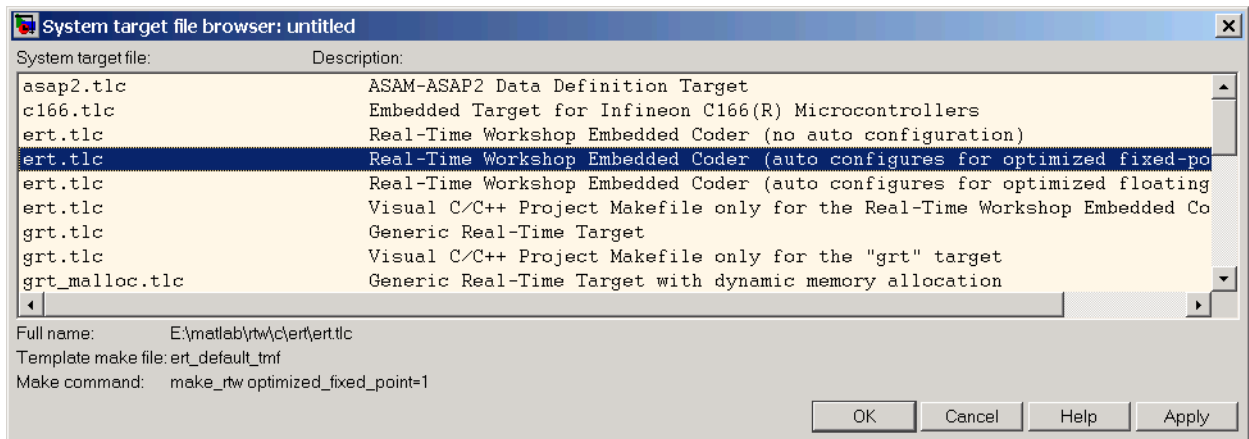 System target file browser: untitled
System target file: Description:
asap2.tlc ASAM-ASAP2 Data Definition Target
c166.tlc Embedded Target for Infineon C166(R) Microcontrollers
ert.tlc Real-Time Workshop Embedded Coder (no auto configuration)
ert.tlc Real-Time Workshop Embedded Coder (auto configures for optimized fixed-po
ert.tlc Real-Time Workshop Embedded Coder (auto configures for optimized floating
ert.tlc Visual C/C++ Project Makefile only for the Real-Time Workshop Embedded Co
grt.tlc Generic Real-Time Target
grt.tlc Visual C/C++ Project Makefile only for the "grt" target
grt_malloc.tlc Generic Real-Time Target with dynamic memory allocation
Full name: E:\matlab\rtw\c\ert\ert.tlc
Template make file: ert_default_tmf
Make command: make_rtw optimized_fixed_point=1
OK Cancel Help Apply